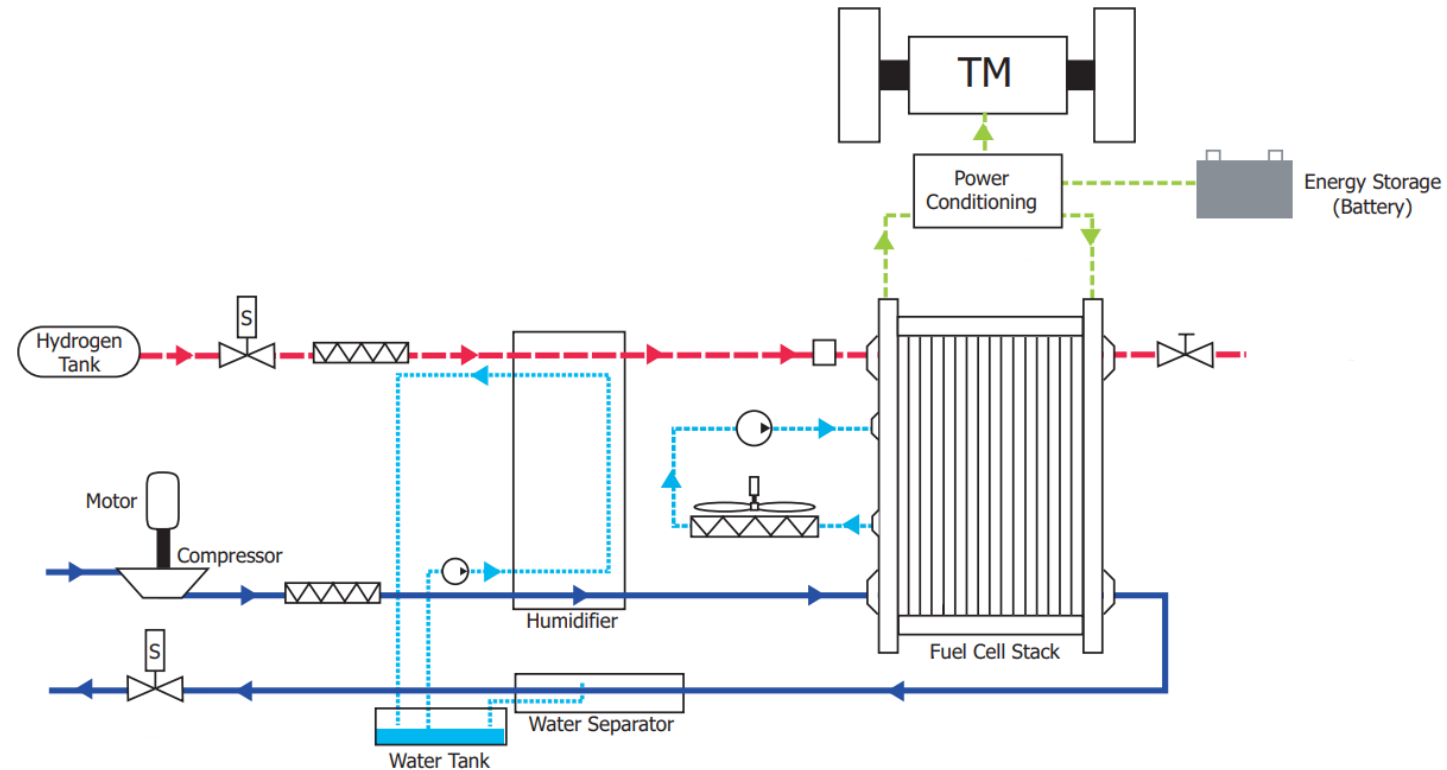 TM
Power
Conditioning
Energy Storage
(Battery)
S
Hydrogen
Tank
Motor
Compressor
Humidifier
Fuel Cell Stack
S
Water Separator
Water Tank